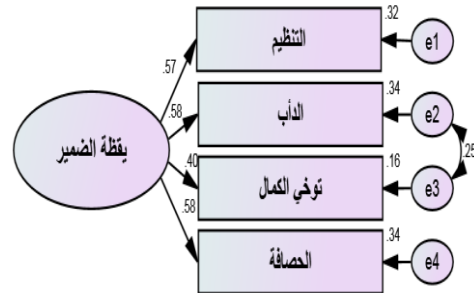 .32
التنظيم
e1
.57
.34
الدأب
e2
.58
يقظة الضمير
.25
.40
.16
توخي الكمال
e3
.58
.34
الحصافة
e4